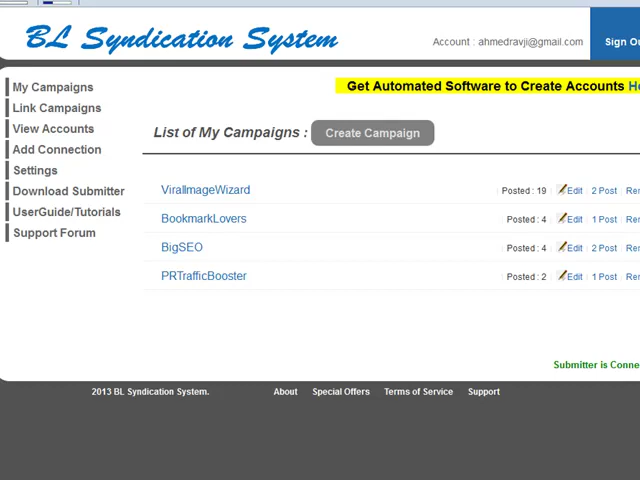 BL Syndication System
Account : ahmedravji@gmail.com
Sign
Get Automated Software to Create Accounts
My Campaigns
Link Campaigns
View Accounts
Add Connection
Settings
Download Submitter
UserGuide/Tutorials
Support Forum
List of My Campaigns :
Create Campaign
ViralImageWizard Posted : 19 Edit 2 Post
BookmarkLovers Posted : 4 Edit 1 Post
BigSEO Posted : 4 Edit 2 Post
PRTrafficBooster Posted : 2 Edit 1 Post
Submitter is
2013 BL Syndication System. About Special Offers Terms of Service Support